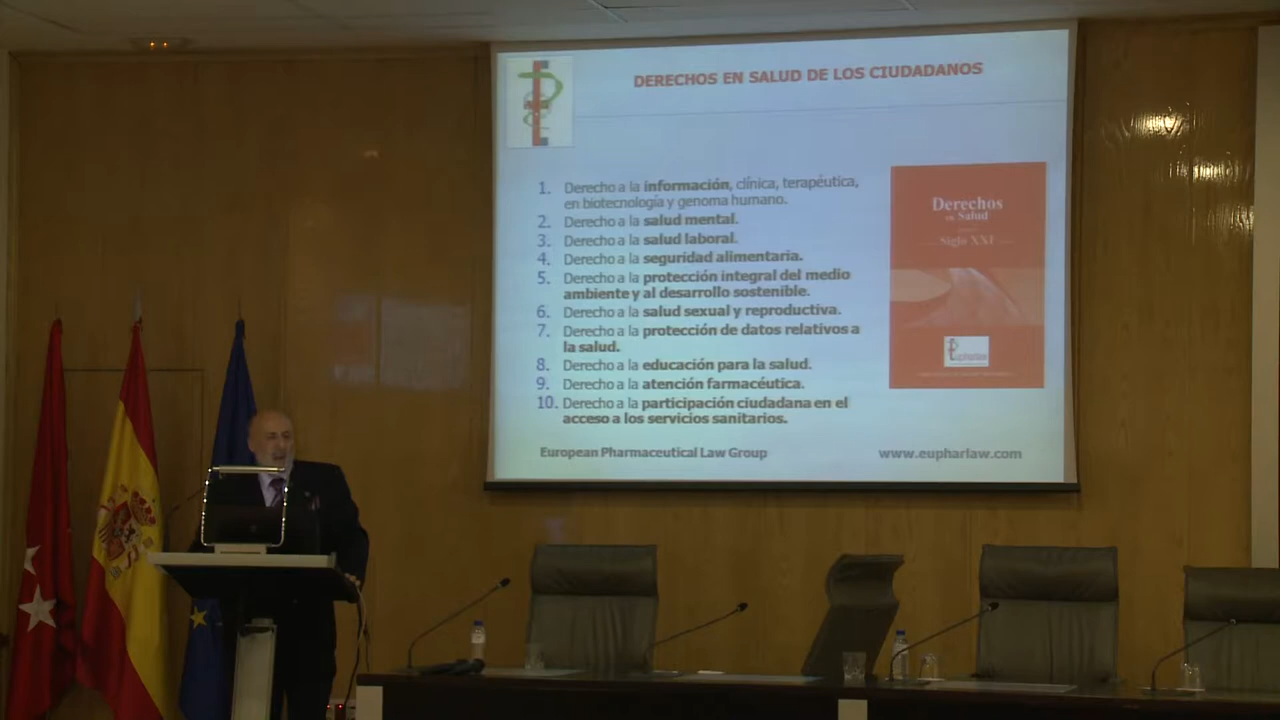 DERECHOS EN SALUD DE LOS CIUDADANOS
1. Derecho a la información, clínica, terapéutica,
en biotecnología y genoma humano.
2. Derecho a la salud mental.
3. Derecho a la salud laboral.
4. Derecho a la seguridad alimentaria.
5. Derecho a la protección integral del medio
ambiente y al desarrollo sostenible.
6. Derecho a la salud sexual y reproductiva.
7. Derecho a la protección de datos relativos a
la salud.
8. Derecho a la educación para la salud.
9. Derecho a la atención farmacéutica.
10. Derecho a la participación ciudadana en el
acceso a los servicios sanitarios.
Derechos
en Salud
Siglo XXI
eupharlaw
European Pharmaceutical Law Group
www.eupharlaw.com